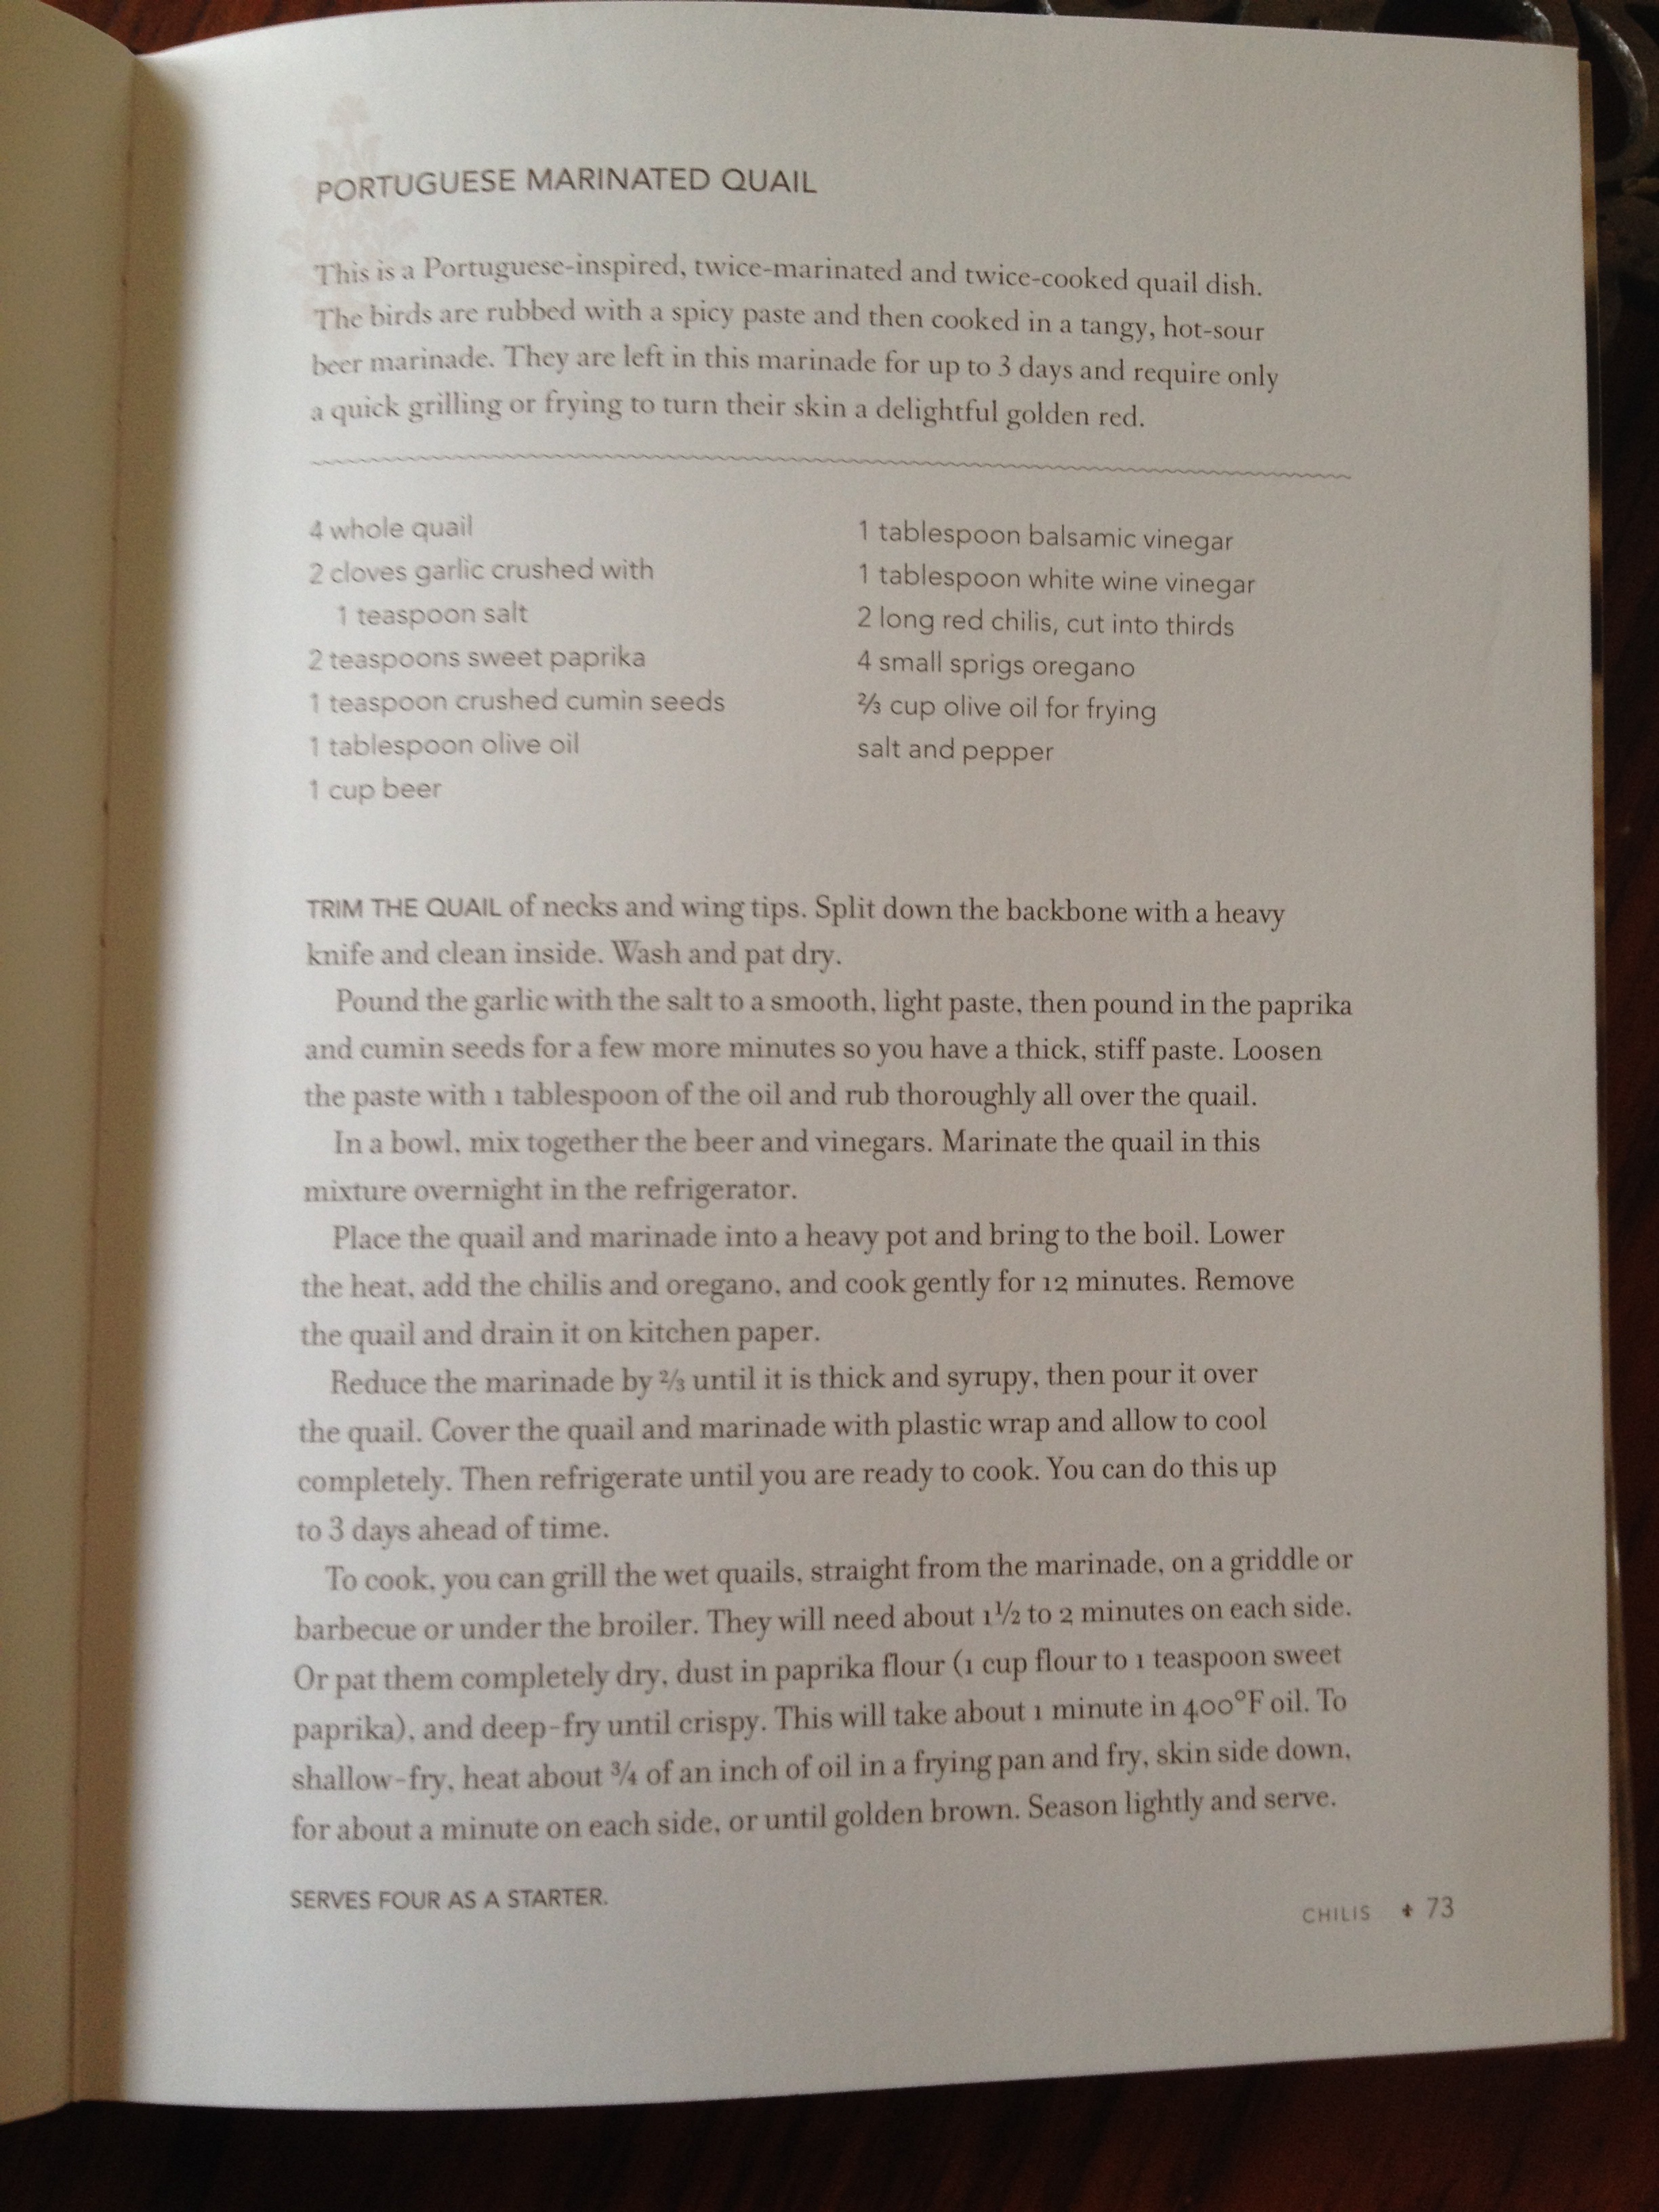 PORTUGUESE MARINATED QUAIL
This is a Portuguese-inspired, twice-marinated and twice-cooked quail dish.
The birds are rubbed with a spicy paste and then cooked in a tangy, hot-sour
beer marinade. They are left in this marinade for up to 3 days and require only
a quick grilling or frying to turn their skin a delightful golden red.
4 whole quail
2 cloves garlic crushed with
1 teaspoon salt
2 teaspoons sweet paprika
1 teaspoon crushed cumin seeds
1 tablespoon olive oil
1 cup beer
1 tablespoon balsamic vinegar
1 tablespoon white wine vinegar
2 long red chilis, cut into thirds
4 small sprigs oregano
⅔ cup olive oil for frying
salt and pepper
TRIM THE QUAIL of necks and wing tips. Split down the backbone with a heavy
knife and clean inside. Wash and pat dry.
Pound the garlic with the salt to a smooth, light paste, then pound in the paprika
and cumin seeds for a few more minutes so you have a thick, stiff paste. Loosen
the paste with 1 tablespoon of the oil and rub thoroughly all over the quail.
In a bowl, mix together the beer and vinegars. Marinate the quail in this
mixture overnight in the refrigerator.
Place the quail and marinade into a heavy pot and bring to the boil. Lower
the heat, add the chilis and oregano, and cook gently for 12 minutes. Remove
the quail and drain it on kitchen paper.
Reduce the marinade by ⅔ until it is thick and syrupy, then pour it over
the quail. Cover the quail and marinade with plastic wrap and allow to cool
completely. Then refrigerate until you are ready to cook. You can do this up
to 3 days ahead of time.
To cook, you can grill the wet quails, straight from the marinade, on a griddle or
barbecue or under the broiler. They will need about 1½ to 2 minutes on each side.
Or pat them completely dry, dust in paprika flour (1 cup flour to 1 teaspoon sweet
paprika), and deep-fry until crispy. This will take about 1 minute in 400°F oil. To
shallow-fry, heat about ¾ of an inch of oil in a frying pan and fry, skin side down,
for about a minute on each side, or until golden brown. Season lightly and serve.
SERVES FOUR AS A STARTER.
CHILIS ✦ 73